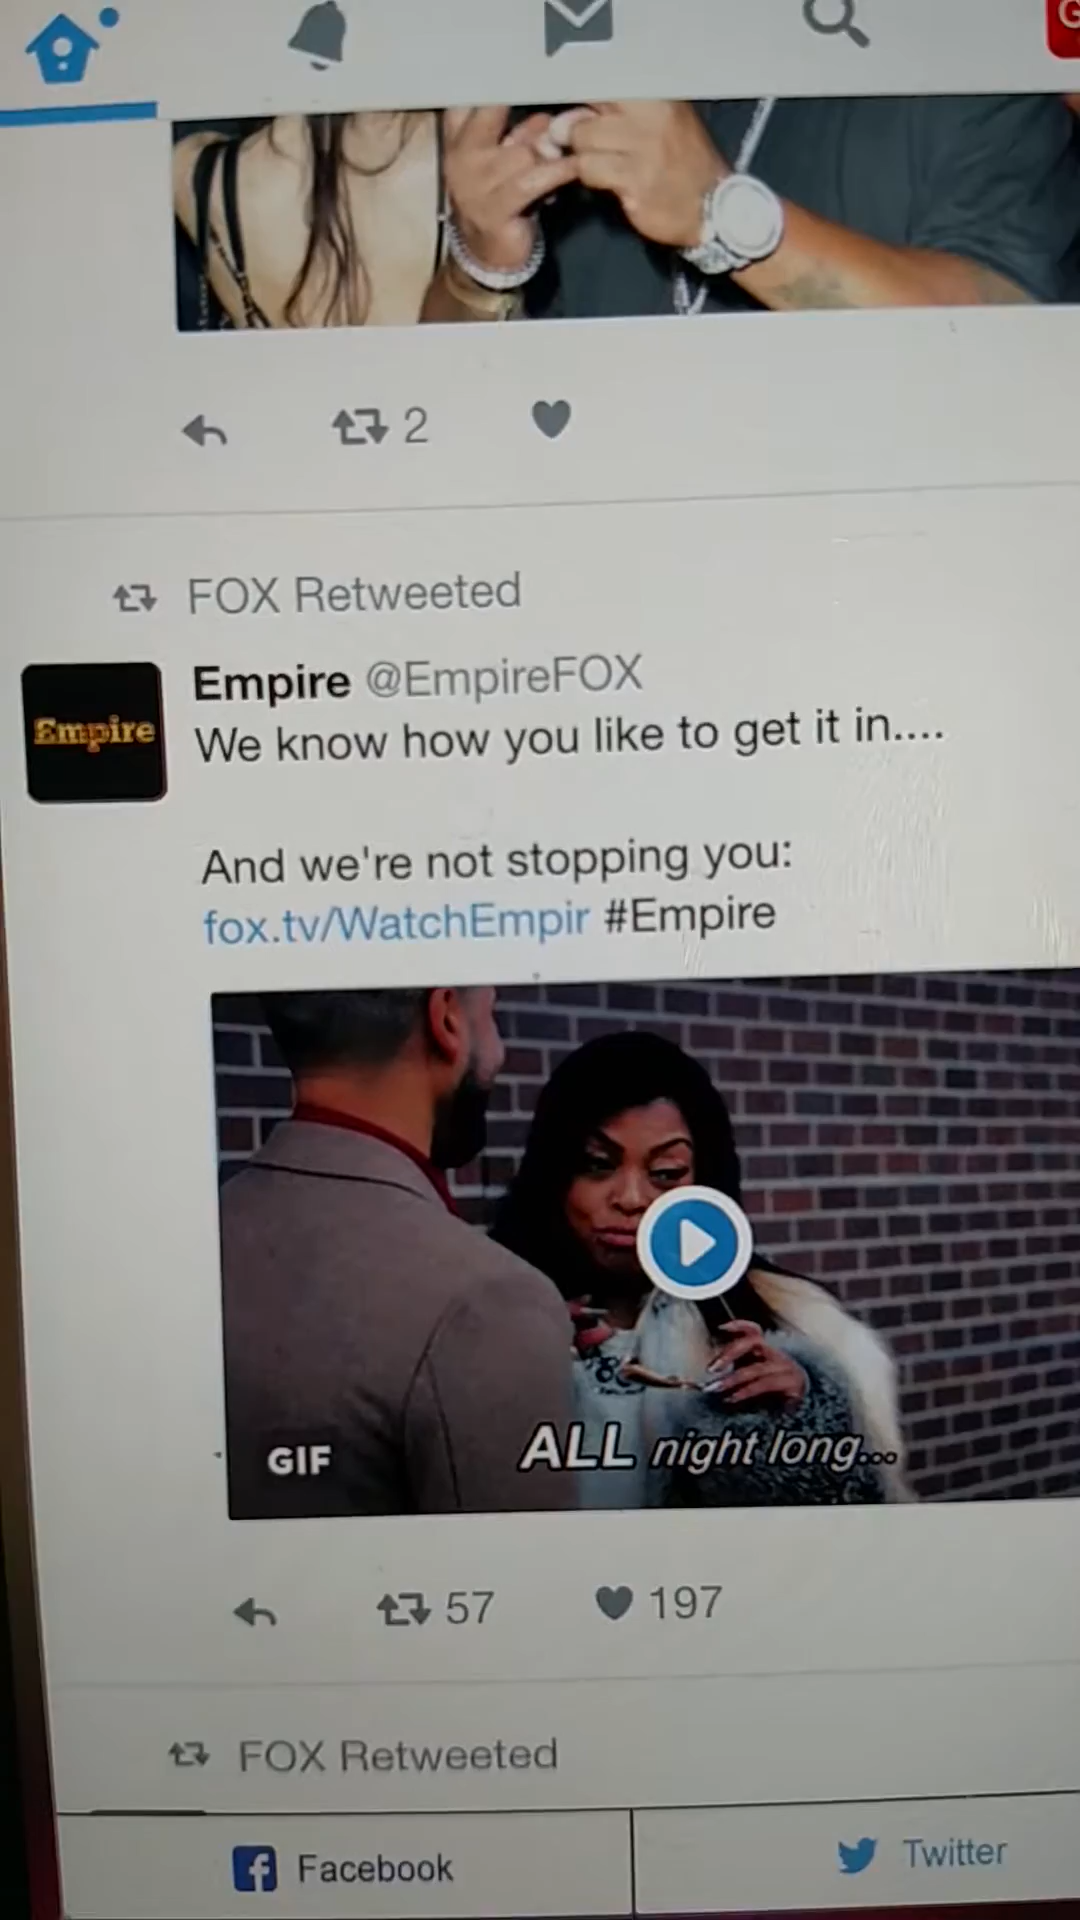 G
2
FOX Retweeted
Empire @EmpireFOX
Empire
We know how you like to get it in....
And we're not stopping you:
fox.tv/WatchEmpir #Empire
GIF
ALL night long...
57
197
FOX Retweeted
Facebook
Twitter